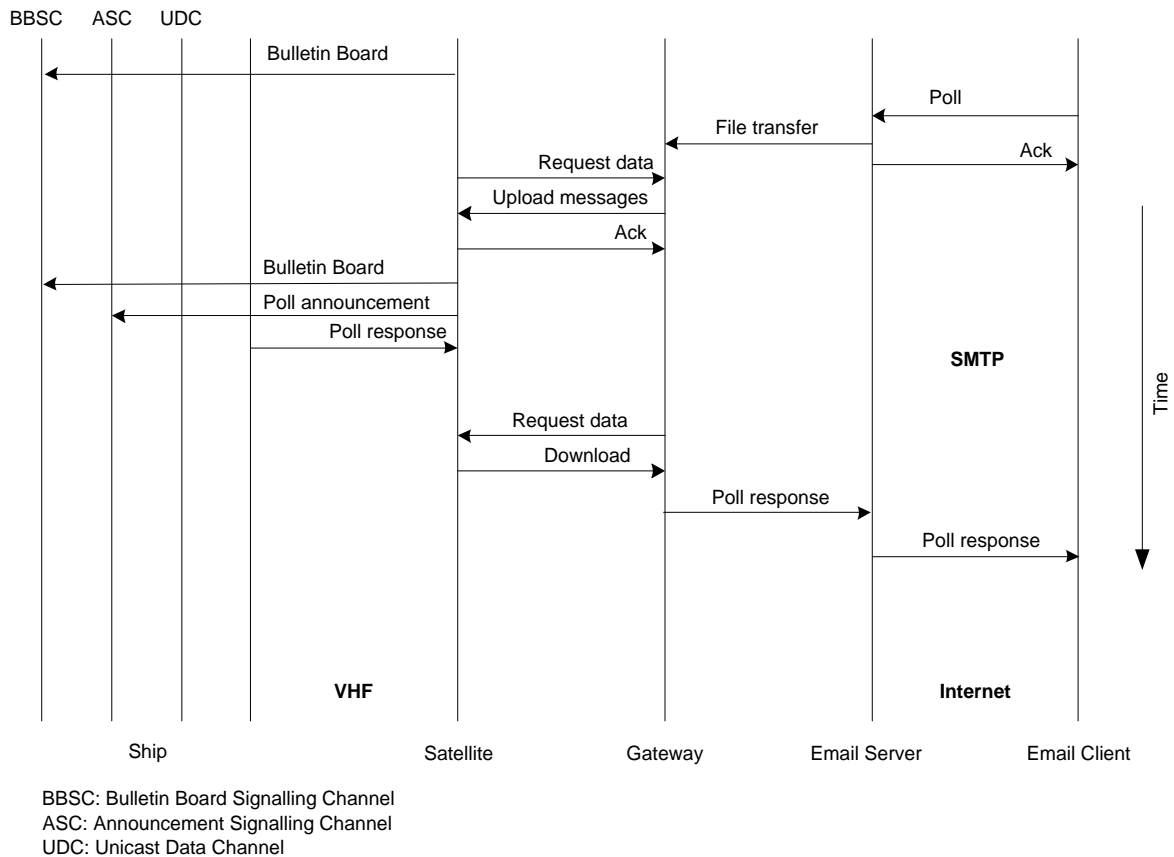 BBSC ASC UDC
Bulletin Board
Poll
File transfer
Ack
Request data
Upload messages
Ack
Bulletin Board
Poll announcement
Poll response
SMTP
Time
Request data
Download
Poll response
Poll response
VHF
Internet
Ship
Satellite
Gateway
Email Server
Email Client
BBSC: Bulletin Board Signalling Channel
ASC: Announcement Signalling Channel
UDC: Unicast Data Channel